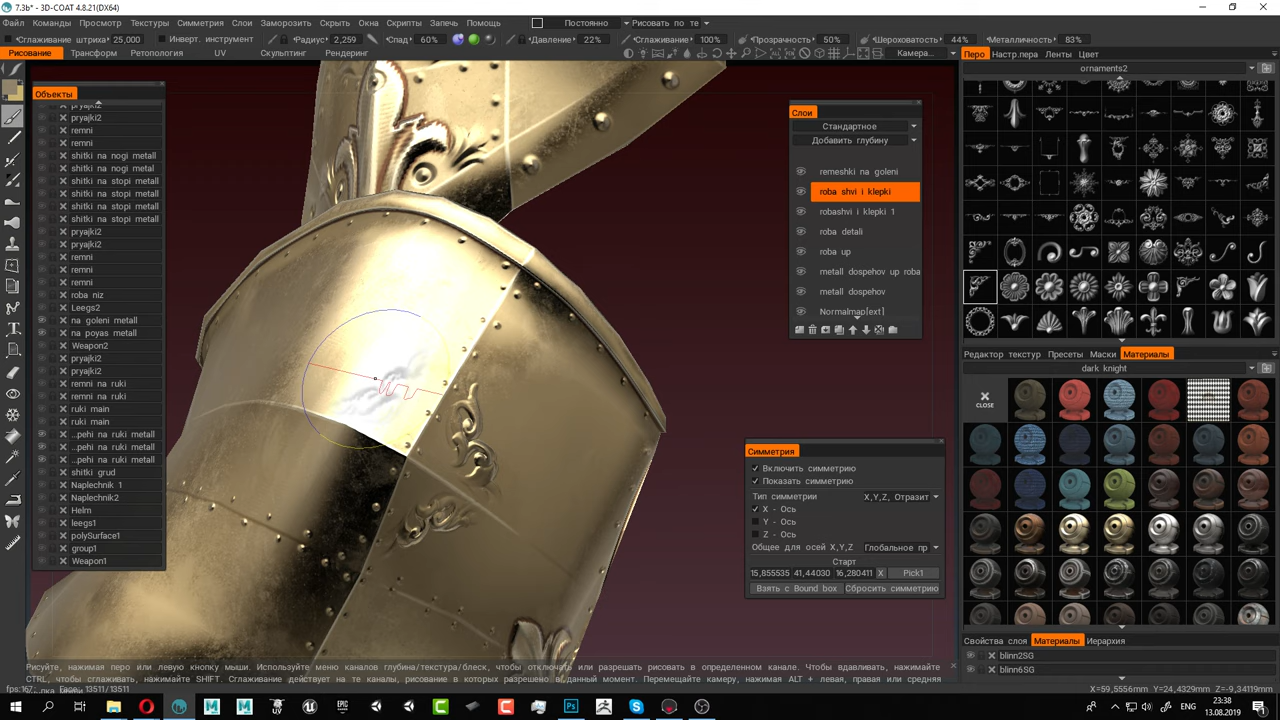 7.3b* - 3D-COAT 4.8.21(DX64)
Файл Команды Просмотр Текстуры Симметрия Слои Заморозить Скрыть Окна Скрипты Запечь Помощь Постоянно Рисовать по те
Сглаживание штриха 25,000 Инверт. инструмент Радиус 2,259 Спад 60% Давление 22% Сглаживание 100% Прозрачность 50% Шероховатость 44% Металличность 83%
Рисование Трансформ Ретопология UV Скульптинг Рендеринг Камера...
Перо Настр.пера Ленты Цвет
ornaments2
Объекты
pryajki2
pryajki2
remni
remni
shitki na nogi metall
shitki na nogi metal
shitki na stopi metall
shitki na stopi metall
shitki na stopi metall
shitki na stopi metall
pryajki2
pryajki2
remni
remni
remni
roba niz
Leegs2
na goleni metall
na poyas metall
Weapon2
pryajki2
pryajki2
remni na ruki
remni na ruki
ruki main
ruki main
...pehi na ruki metall
...pehi na ruki metall
...pehi na ruki metall
shitki grud
Naplechnik 1
Naplechnik2
Helm
leegs1
polySurface1
group1
Weapon1
Слои
Стандартное
Добавить глубину
remeshki na goleni
roba shvi i klepki
robashvi i klepki 1
roba detali
roba up
metall dospehov up roba
metall dospehov
Normalmap[ext]
Симметрия
Включить симметрию
Показать симметрию
Тип симметрии X,Y,Z, Отразит
X - Ось
Y - Ось
Z - Ось
Общее для осей X,Y,Z Глобальное пр
Старт
15,855535 41,44030 16,280411 X Pick1
Взять с Bound box Сбросить симметрию
Редактор текстур Пресеты Маски Материалы
dark knight
CLOSE
Свойства слоя Материалы Иерархия
blinn2SG
blinn6SG
Рисуйте, нажимая перо или левую кнопку мыши. Используйте меню каналов глубина/текстура/блеск, чтобы отключить или разрешать рисовать в определенном канале. Чтобы вдавливать, нажимайте
CTRL, чтобы сглаживать, нажимайте SHIFT. Сглаживание действует на те каналы, рисование в которых разрешено в данный момент. Перемещайте камеру, нажимая ALT + левая, правая или средняя
fps:167;
X=59,5556mm Y=24,4329mm Z=-9,34119mm
ENG
23:38
13.08.2019